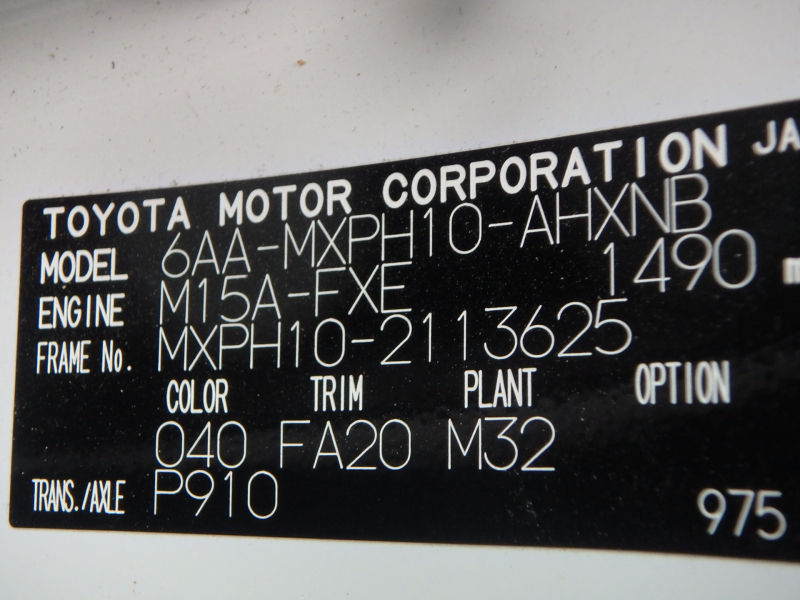 TOYOTA MOTOR CORPORATION JA
MODEL 6AA-MXPH10-AHXNB
ENGINE M15A-FXE 1490
FRAME No. MXPH10-2113625
COLOR TRIM PLANT OPTION
040 FA20 M32
TRANS./AXLE P910 975